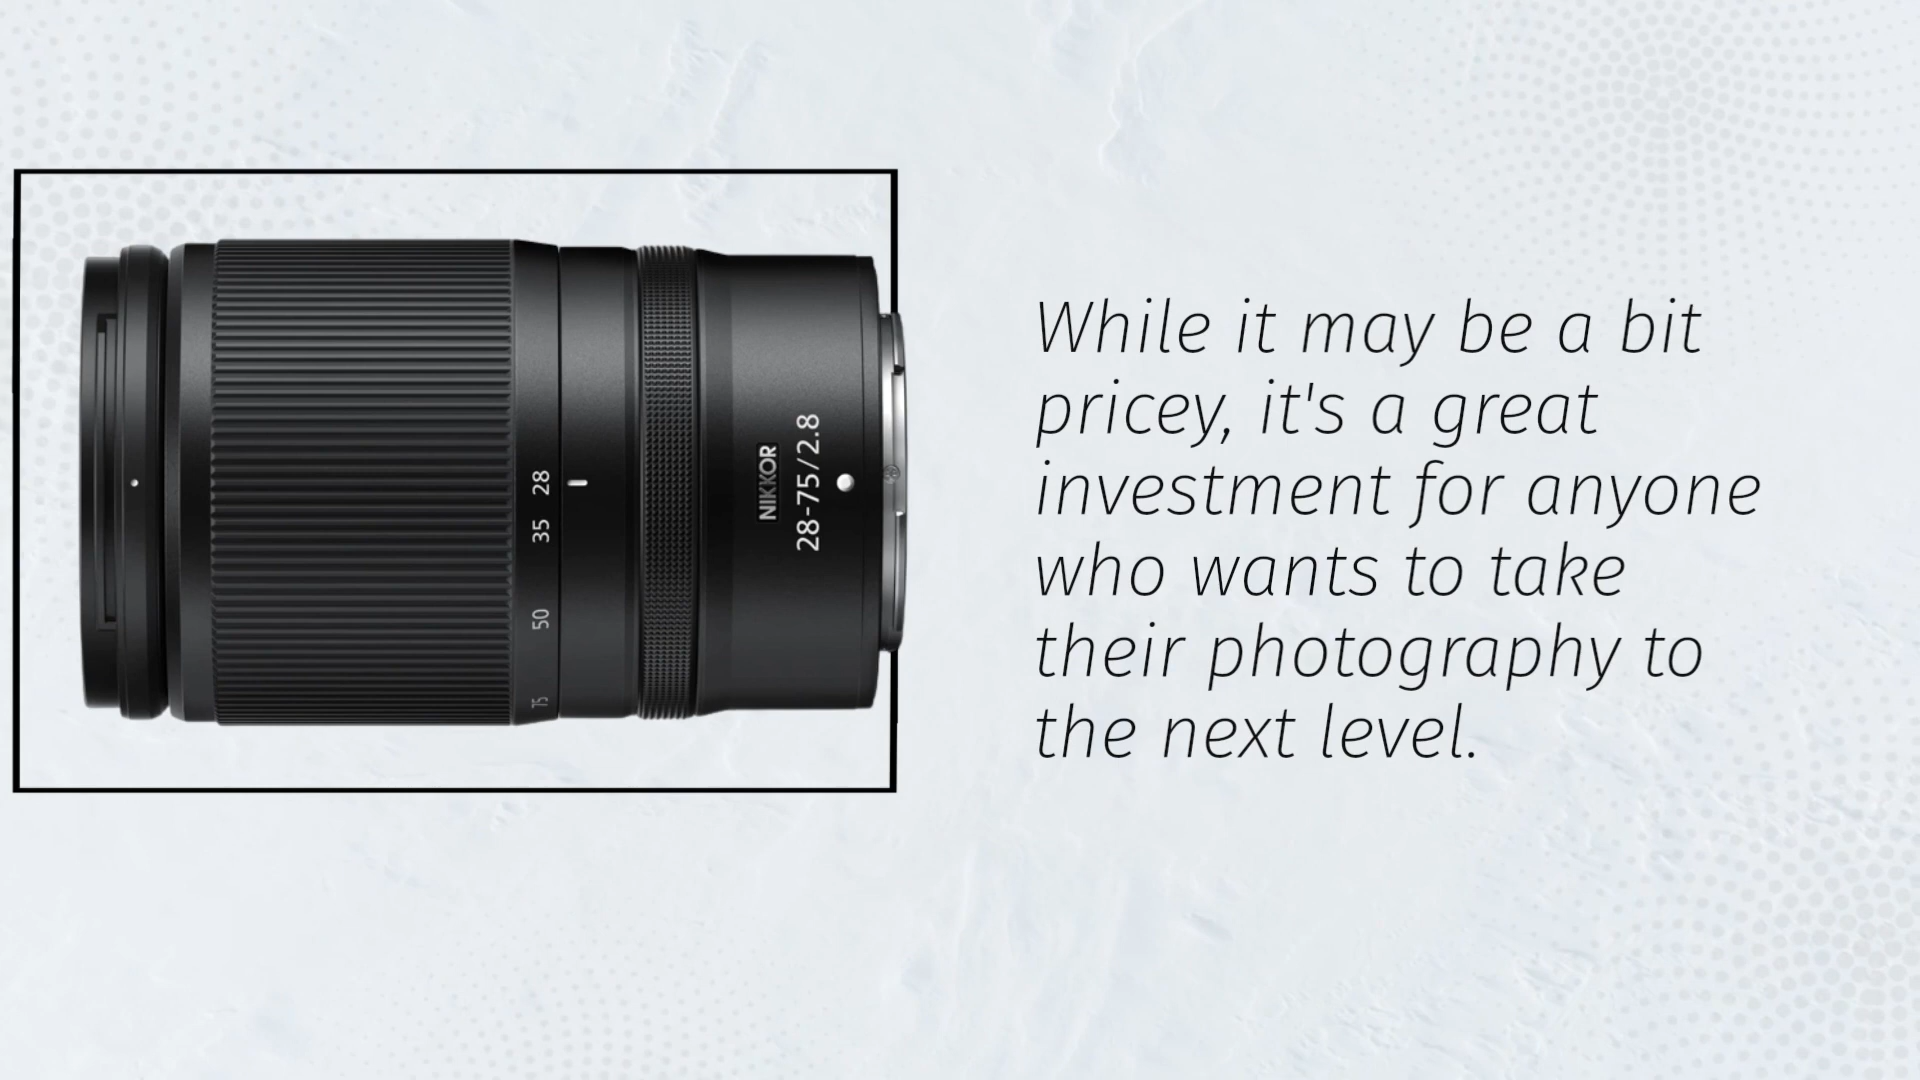 28
35
50
75
NIKKOR
28-75/2.8
While it may be a bit
pricey, it's a great
investment for anyone
who wants to take
their photography to
the next level.